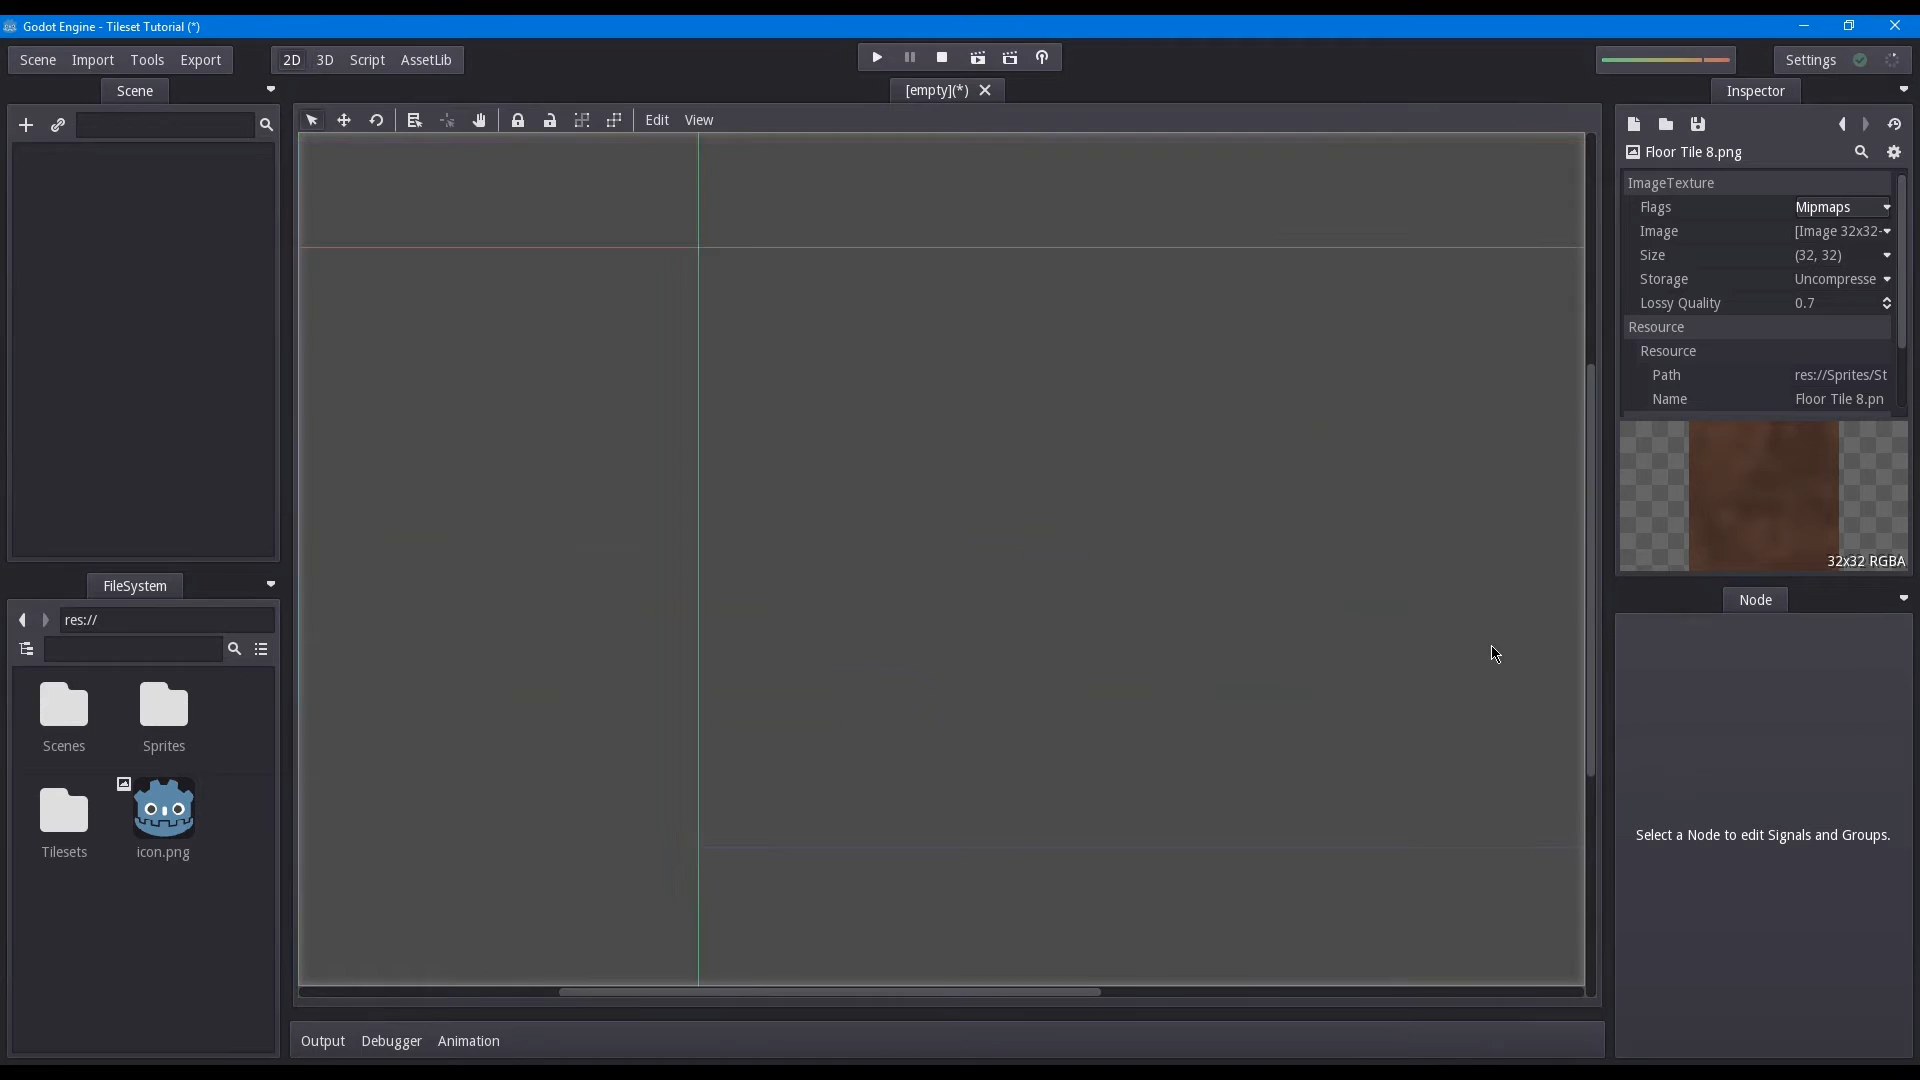 Godot Engine - Tileset Tutorial (*)
Scene Import Tools Export
2D 3D Script AssetLib
Settings
Scene
[empty](*)
Inspector
Edit View
Floor Tile 8.png
ImageTexture
Flags Mipmaps
Image [Image 32x32-
Size (32, 32)
Storage Uncompresse
Lossy Quality 0.7
Resource
Resource
Path res://Sprites/St
Name Floor Tile 8.pn
32x32 RGBA
FileSystem
res://
Scenes Sprites
Tilesets icon.png
Node
Select a Node to edit Signals and Groups.
Output Debugger Animation